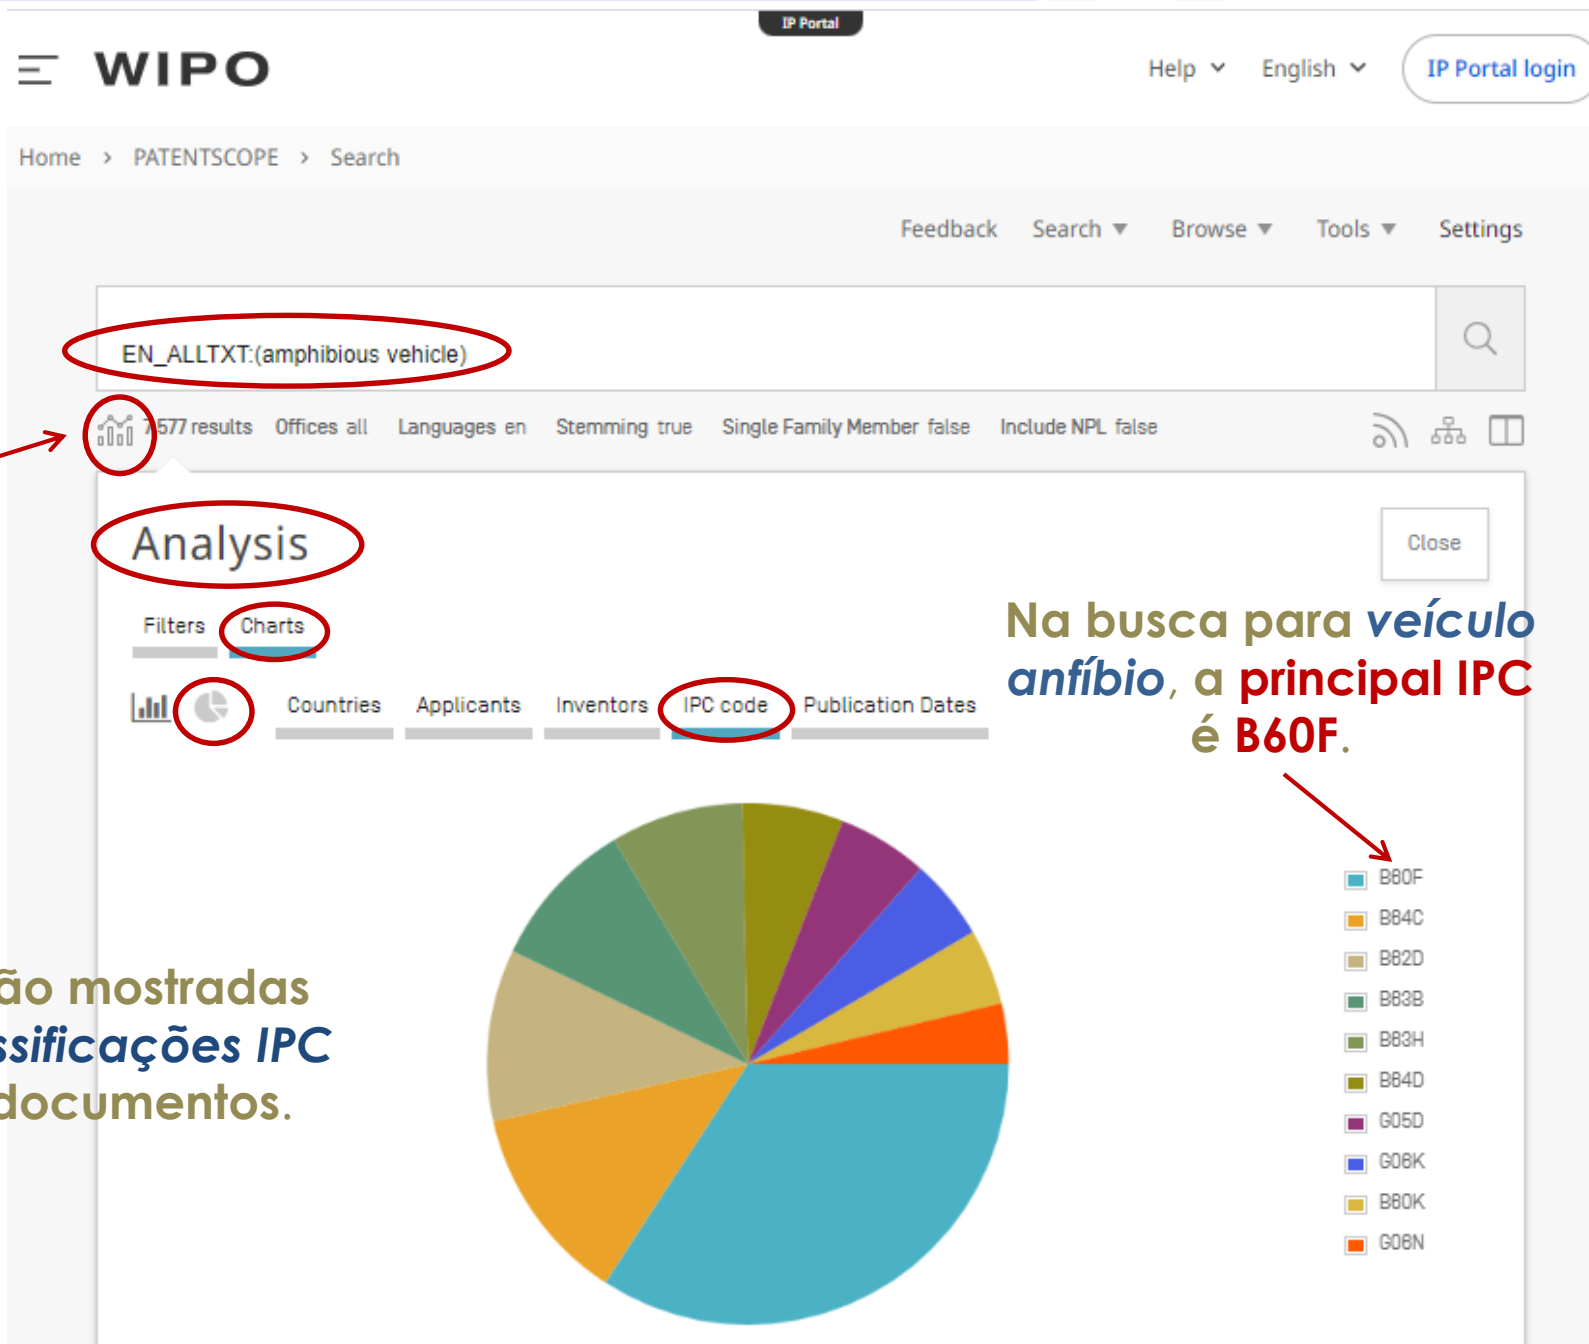 IP Portal
WIPO
Help
English
IP Portal login
Home > PATENTSCOPE > Search
Feedback
Search
Browse
Tools
Settings
EN_ALLTXT:(amphibious vehicle)
7,577 results Offices all Languages en Stemming true Single Family Member false Include NPL false
Analysis
Close
Filters
Charts
Na busca para veículo
anfíbio, a principal IPC
é B60F.
Countries
Applicants
Inventors
IPC code
Publication Dates
B60F
B64C
B62D
B63B
B63H
B64D
G05D
G06K
B60K
G06N
ão mostradas
ssificações IPC
documentos.